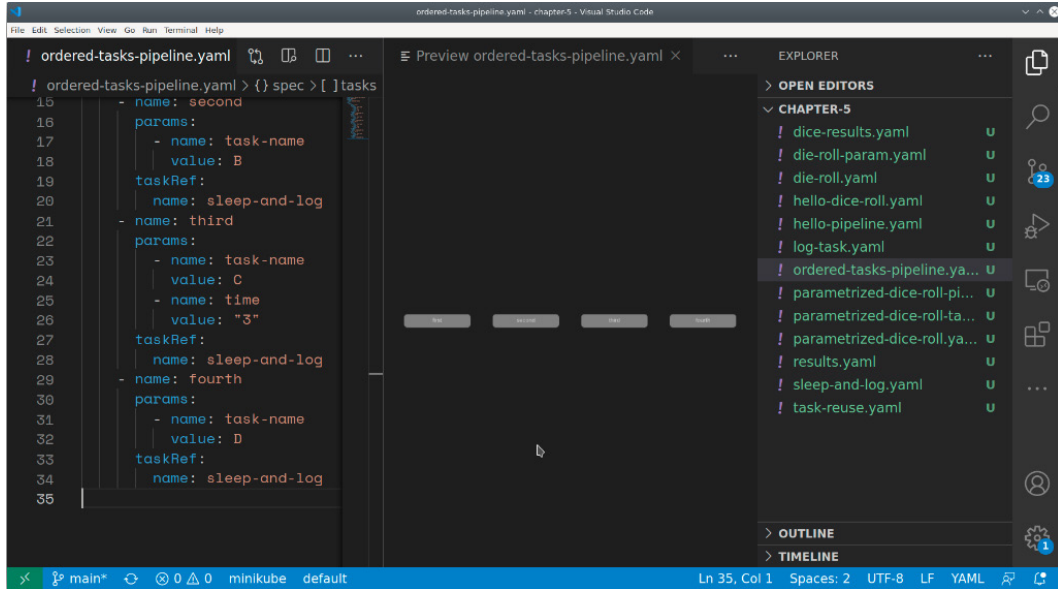 ordered-tasks-pipeline.yaml - chapter-5 - Visual Studio Code
File Edit Selection View Go Run Terminal Help
! ordered-tasks-pipeline.yaml
! ordered-tasks-pipeline.yaml > {} spec > [ ] tasks
15 - name: second
16 params:
17 - name: task-name
18 value: B
19 taskRef:
20 name: sleep-and-log
21 - name: third
22 params:
23 - name: task-name
24 value: C
25 - name: time
26 value: "3"
27 taskRef:
28 name: sleep-and-log
29 - name: fourth
30 params:
31 - name: task-name
32 value: D
33 taskRef:
34 name: sleep-and-log
35
Preview ordered-tasks-pipeline.yaml
first second third fourth
EXPLORER
OPEN EDITORS
CHAPTER-5
! dice-results.yaml U
! die-roll-param.yaml U
! die-roll.yaml U
! hello-dice-roll.yaml U
! hello-pipeline.yaml U
! log-task.yaml U
! ordered-tasks-pipeline.ya... U
! parametrized-dice-roll-pi... U
! parametrized-dice-roll-ta... U
! parametrized-dice-roll.ya... U
! results.yaml U
! sleep-and-log.yaml U
! task-reuse.yaml U
OUTLINE
TIMELINE
23
1
main* 0 0 minikube default Ln 35, Col 1 Spaces: 2 UTF-8 LF YAML